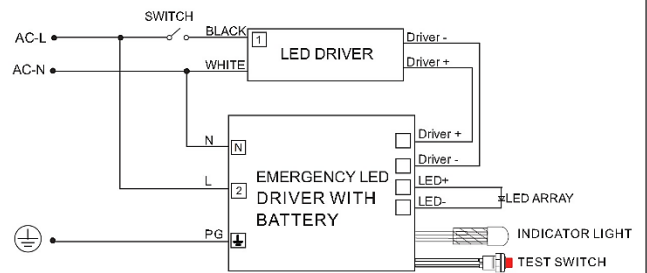 SWITCH
AC-L
BLACK
1
LED DRIVER
Driver -
AC-N
WHITE
Driver +
N
N
Driver +
Driver -
L
2
EMERGENCY LED
DRIVER WITH
BATTERY
LED+
LED-
LED ARRAY
PG
INDICATOR LIGHT
TEST SWITCH